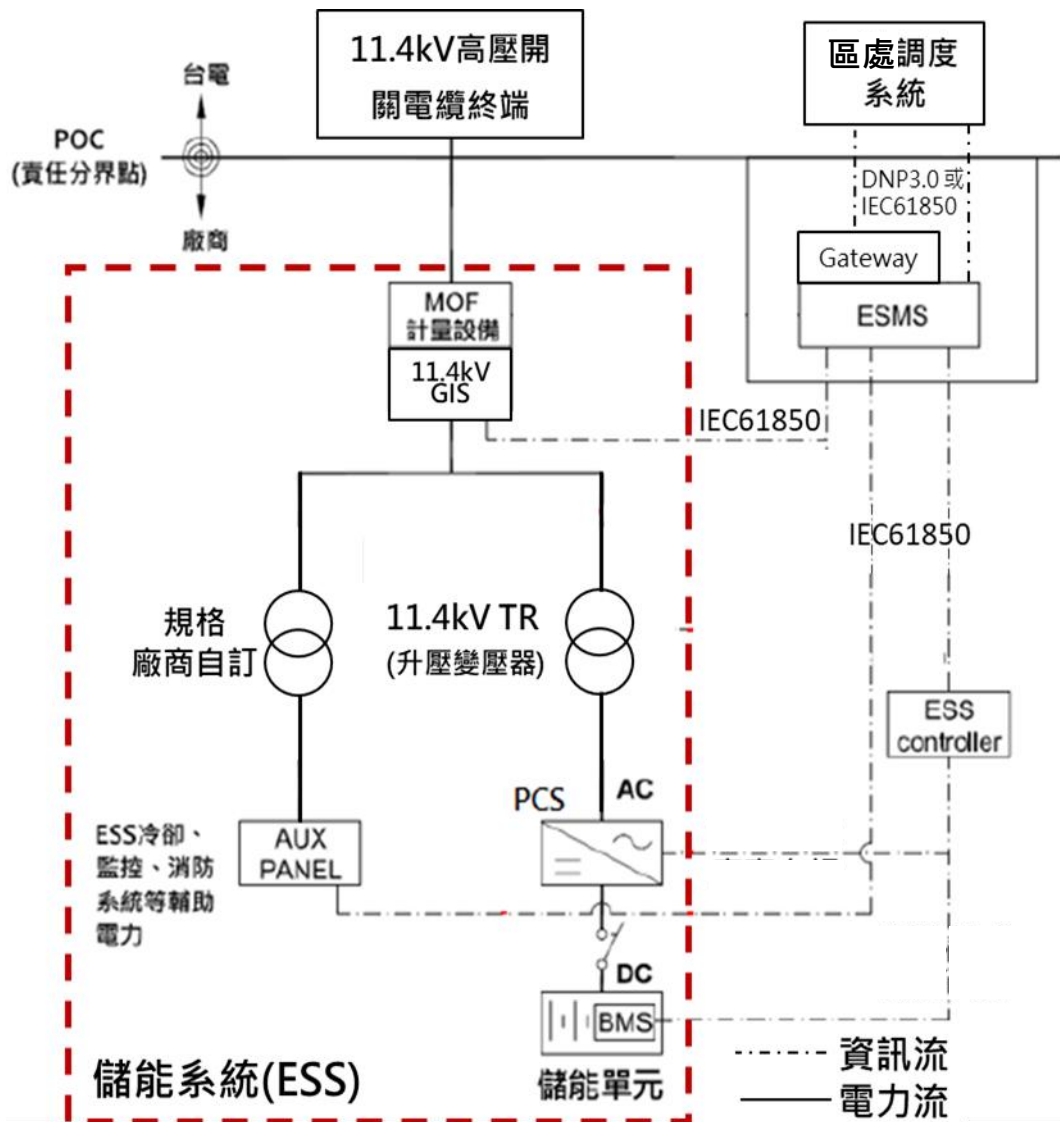 11.4kV高壓開
關電纜終端
區處調度
系統
台電
POC
(責任分界點)
廠商
DNP3.0 或
IEC61850
Gateway
ESMS
MOF
計量設備
11.4kV
GIS
IEC61850
IEC61850
規格
廠商自訂
11.4kV TR
(升壓變壓器)
ESS
controller
PCS
AC
ESS冷卻、
監控、消防
系統等輔助
電力
AUX
PANEL
DC
BMS
儲能單元
儲能系統(ESS)
資訊流
電力流